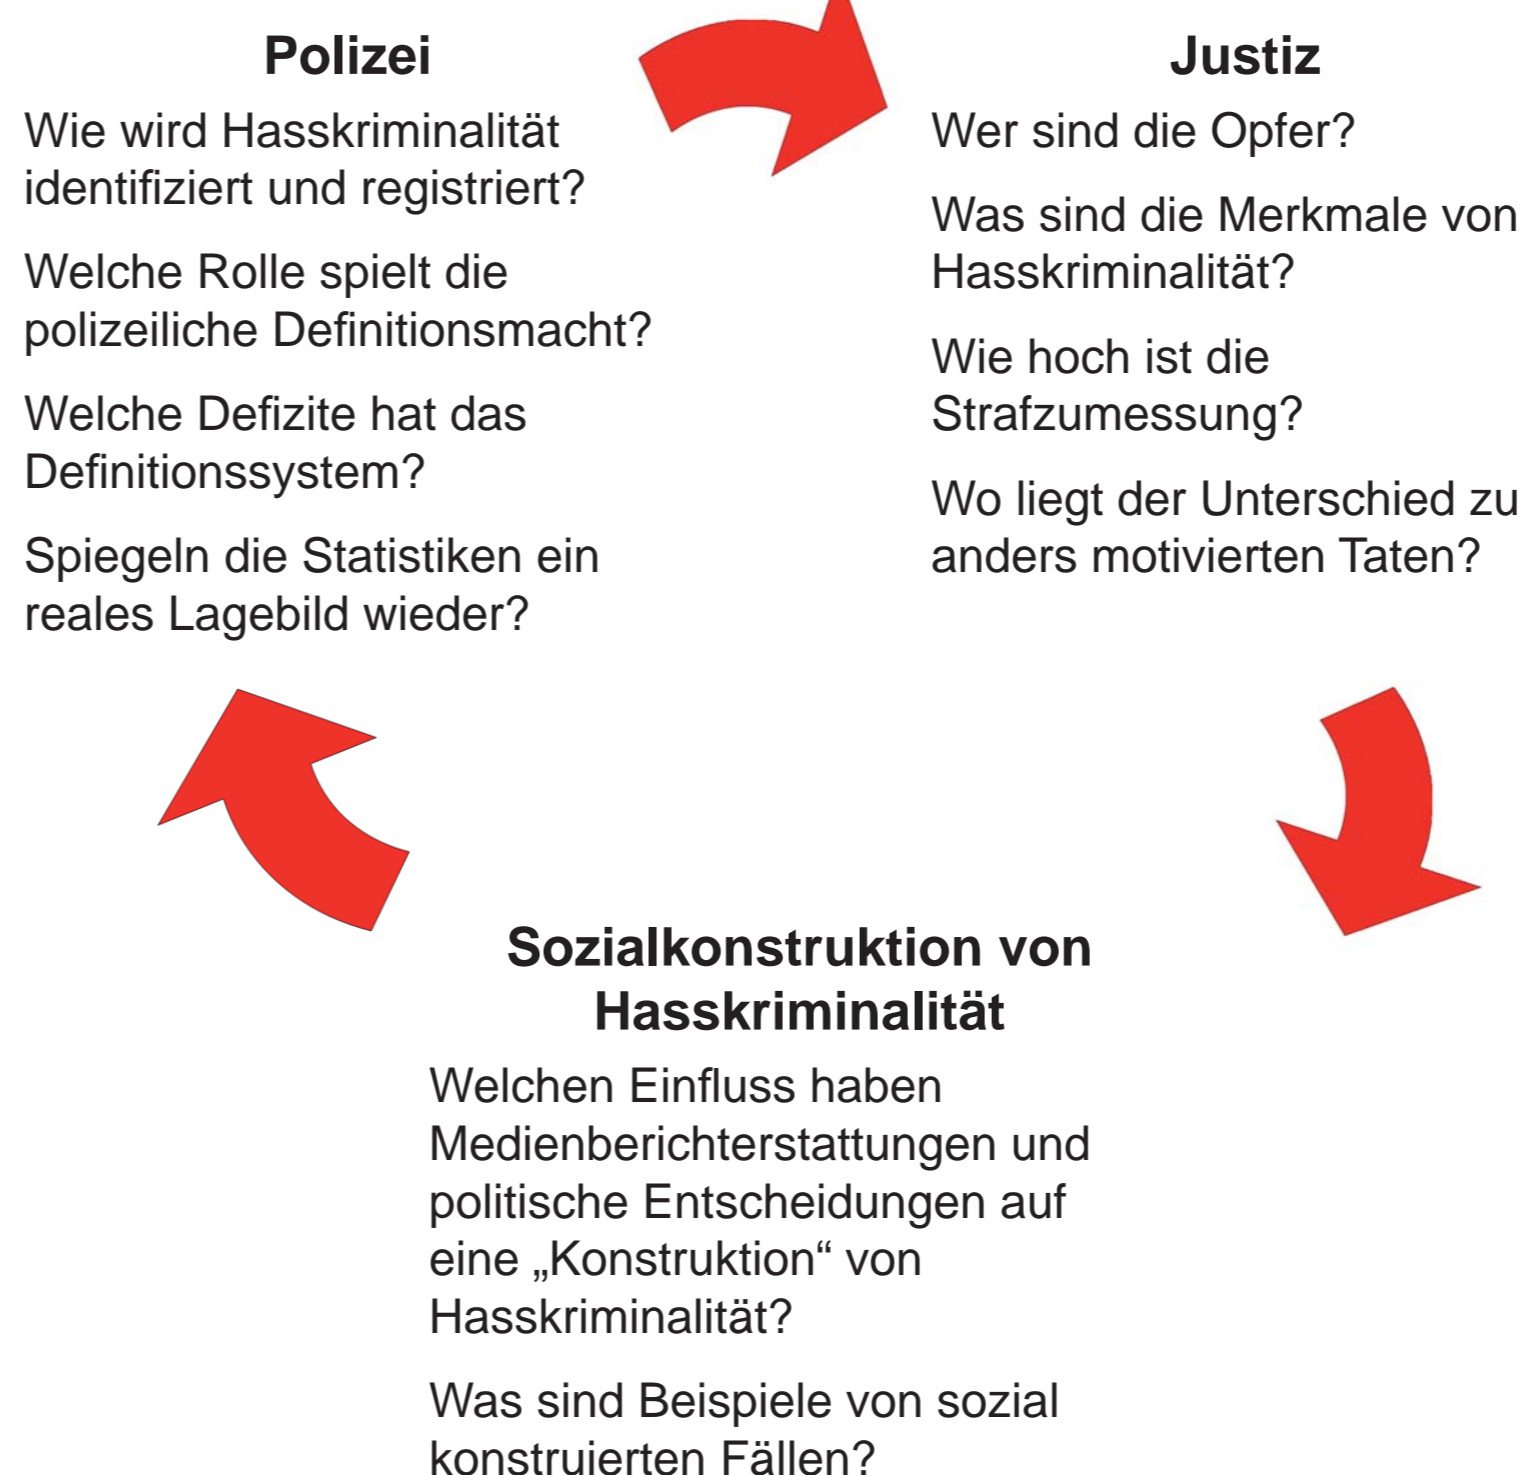 Polizei
Wie wird Hasskriminalität
identifiziert und registriert?
Welche Rolle spielt die
polizeiliche Definitionsmacht?
Welche Defizite hat das
Definitionssystem?
Spiegeln die Statistiken ein
reales Lagebild wieder?
Justiz
Wer sind die Opfer?
Was sind die Merkmale von
Hasskriminalität?
Wie hoch ist die
Strafzumessung?
Wo liegt der Unterschied zu
anders motivierten Taten?
Sozialkonstruktion von
Hasskriminalität
Welchen Einfluss haben
Medienberichterstattungen und
politische Entscheidungen auf
eine „Konstruktion“ von
Hasskriminalität?
Was sind Beispiele von sozial
konstruierten Fällen?